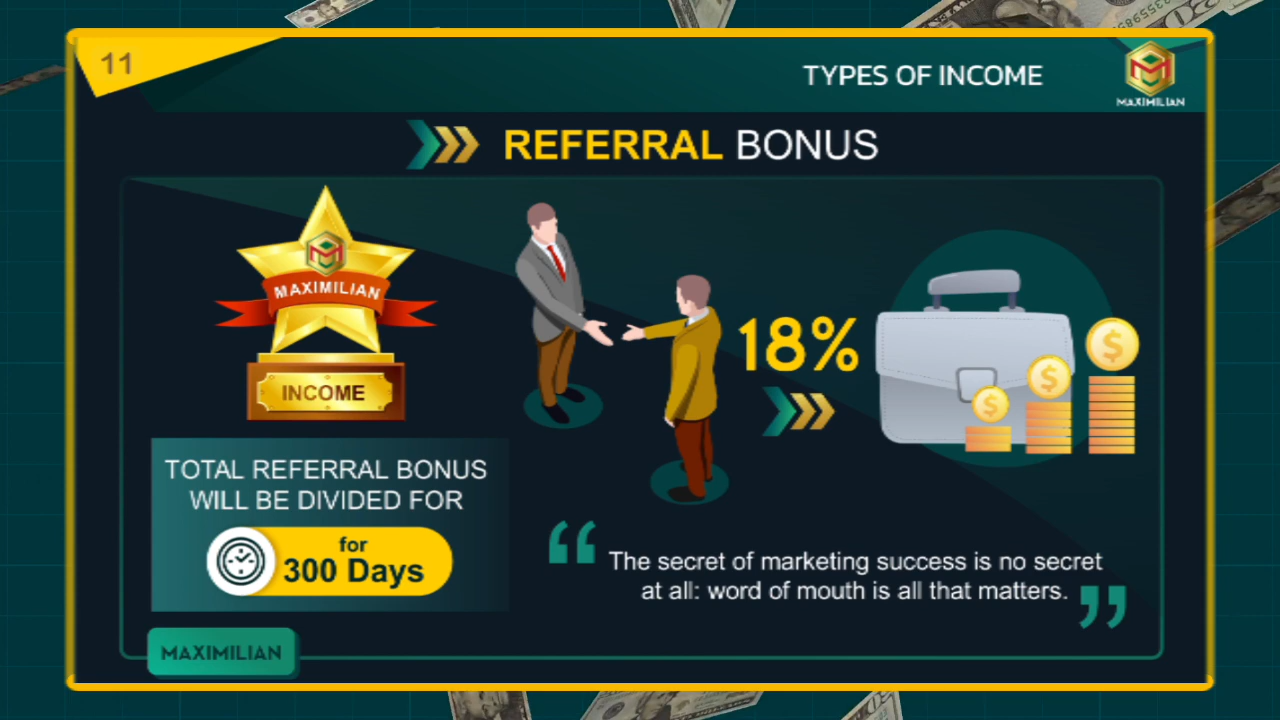 11
TYPES OF INCOME
MAXIMILIAN
REFERRAL BONUS
MAXIMILIAN
INCOME
18%
$
$
$
TOTAL REFERRAL BONUS
WILL BE DIVIDED FOR
for
300 Days
“ The secret of marketing success is no secret
at all: word of mouth is all that matters. ”
MAXIMILIAN